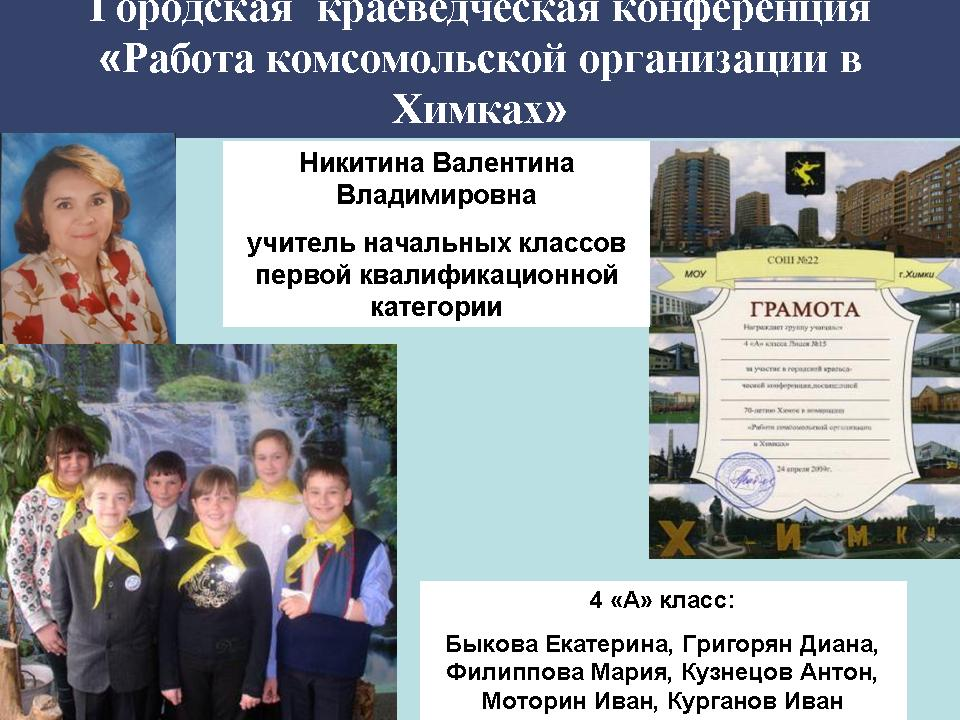 Городская краеведческая конференция
«Работа комсомольской организации в
Химках»
Никитина Валентина
Владимировна
учитель начальных классов
первой квалификационной
категории
СОШ №22
МОУ
г.Химки
ГРАМОТА
Награждает группу учащихся
4 «А» класса Лицея №15
за участие в городской краевед-
ческой конференции,посвященной
70-летию Химок в номинации
«Работа комсомольской организации
в Химках»
24 апреля 2009г.
Х - И М К И
4 «А» класс:
Быкова Екатерина, Григорян Диана,
Филиппова Мария, Кузнецов Антон,
Моторин Иван, Курганов Иван